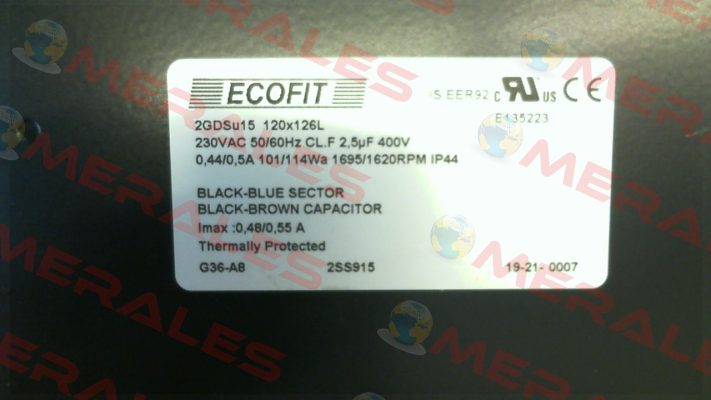 ECOFIT
IS EER92 c US CE
E135223
2GDSu15 120x126L
230VAC 50/60Hz CL.F 2,5µF 400V
0,44/0,5A 101/114Wa 1695/1620RPM IP44
BLACK-BLUE SECTOR
BLACK-BROWN CAPACITOR
Imax :0,48/0,55 A
Thermally Protected
G36-A8 2SS915 19-21- 0007
MERALES
MERALES
MERALES
MERALES
MERALES
MERALES